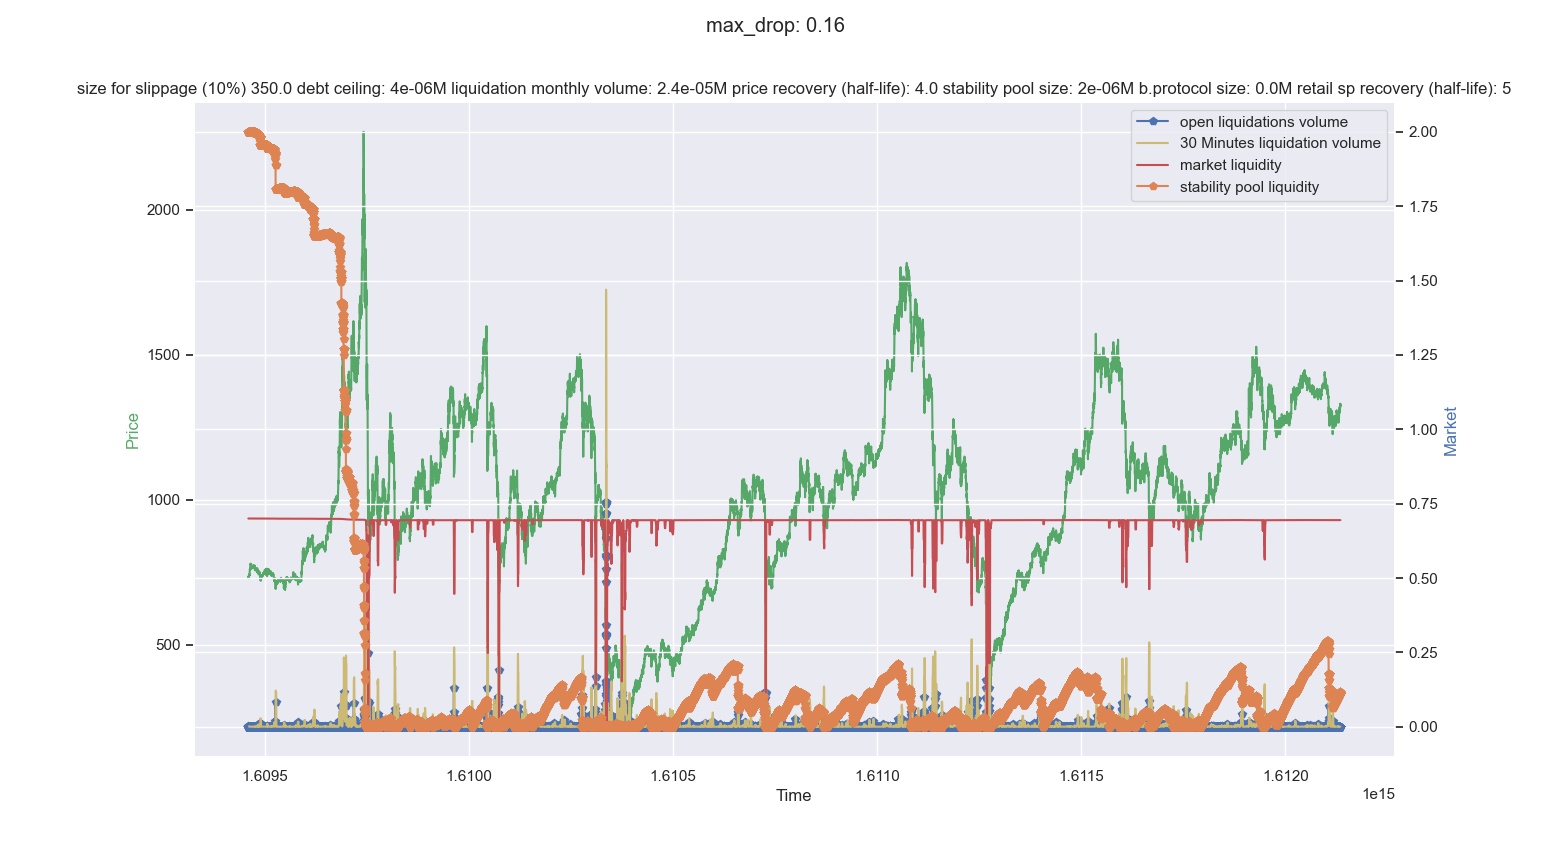 max_drop: 0.16
size for slippage (10%) 350.0 debt ceiling: 4e-06M liquidation monthly volume: 2.4e-05M price recovery (half-life): 4.0 stability pool size: 2e-06M b.protocol size: 0.0M retail sp recovery (half-life): 5
open liquidations volume
30 Minutes liquidation volume
market liquidity
stability pool liquidity
2000
1500
1000
500
Price
2.00
1.75
1.50
1.25
1.00
0.75
0.50
0.25
0.00
Market
1.6095
1.6100
1.6105
1.6110
1.6115
1.6120
1e15
Time